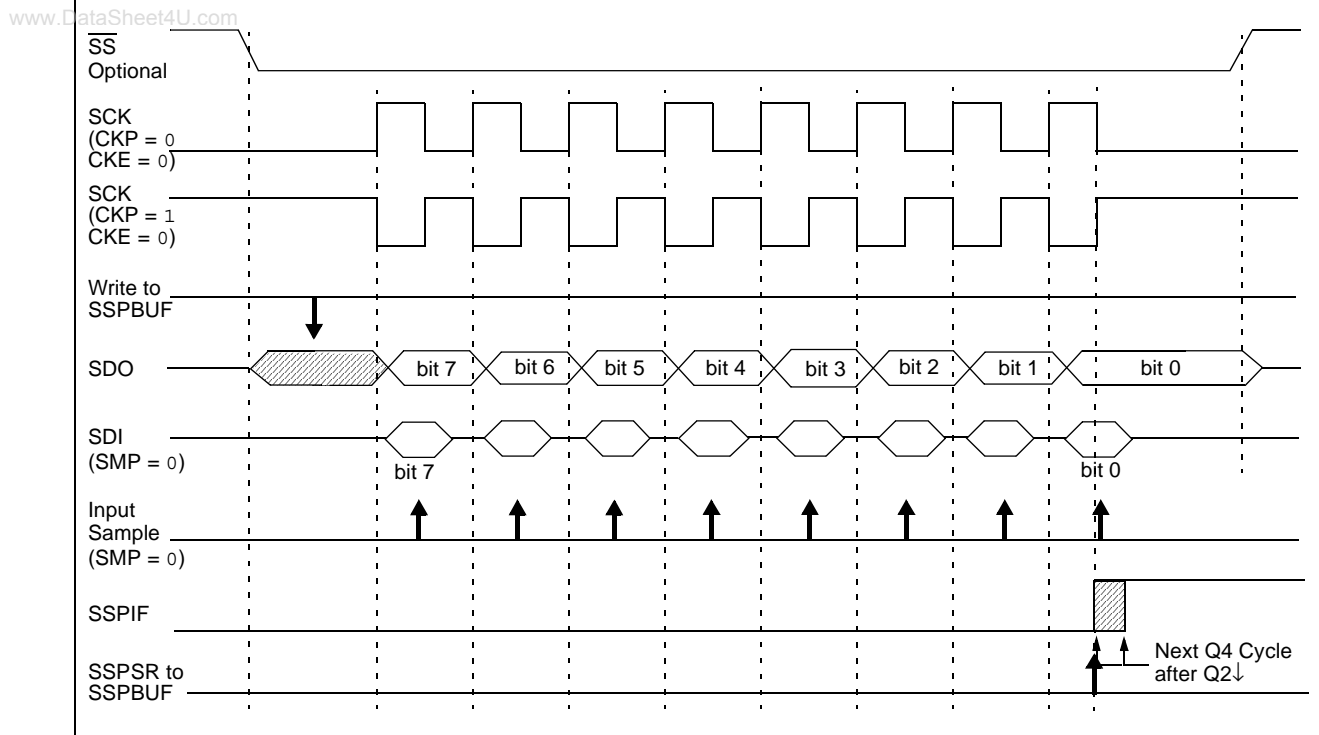 www.DataSheet4U.com
SS
Optional
SCK
(CKP = 0
CKE = 0)
SCK
(CKP = 1
CKE = 0)
Write to
SSPBUF
SDO
bit 7
bit 6
bit 5
bit 4
bit 3
bit 2
bit 1
bit 0
SDI
(SMP = 0)
bit 7
bit 0
Input
Sample
(SMP = 0)
SSPIF
Next Q4 Cycle
after Q2↓
SSPSR to
SSPBUF